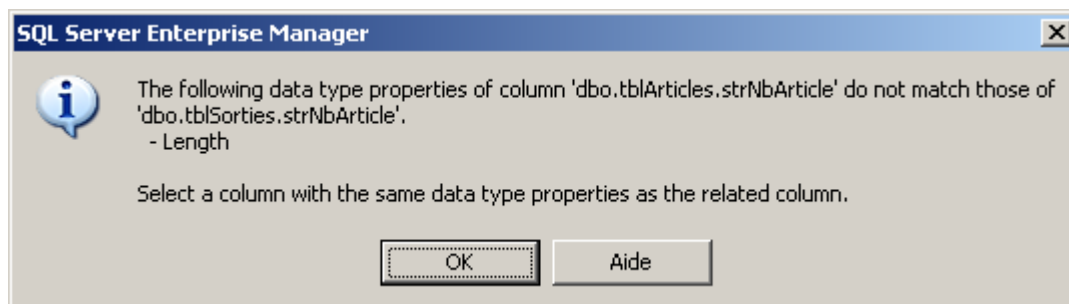 SQL Server Enterprise Manager
The following data type properties of column 'dbo.tblArticles.strNbArticle' do not match those of
'dbo.tblSorties.strNbArticle'.
- Length
Select a column with the same data type properties as the related column.
OK
Aide